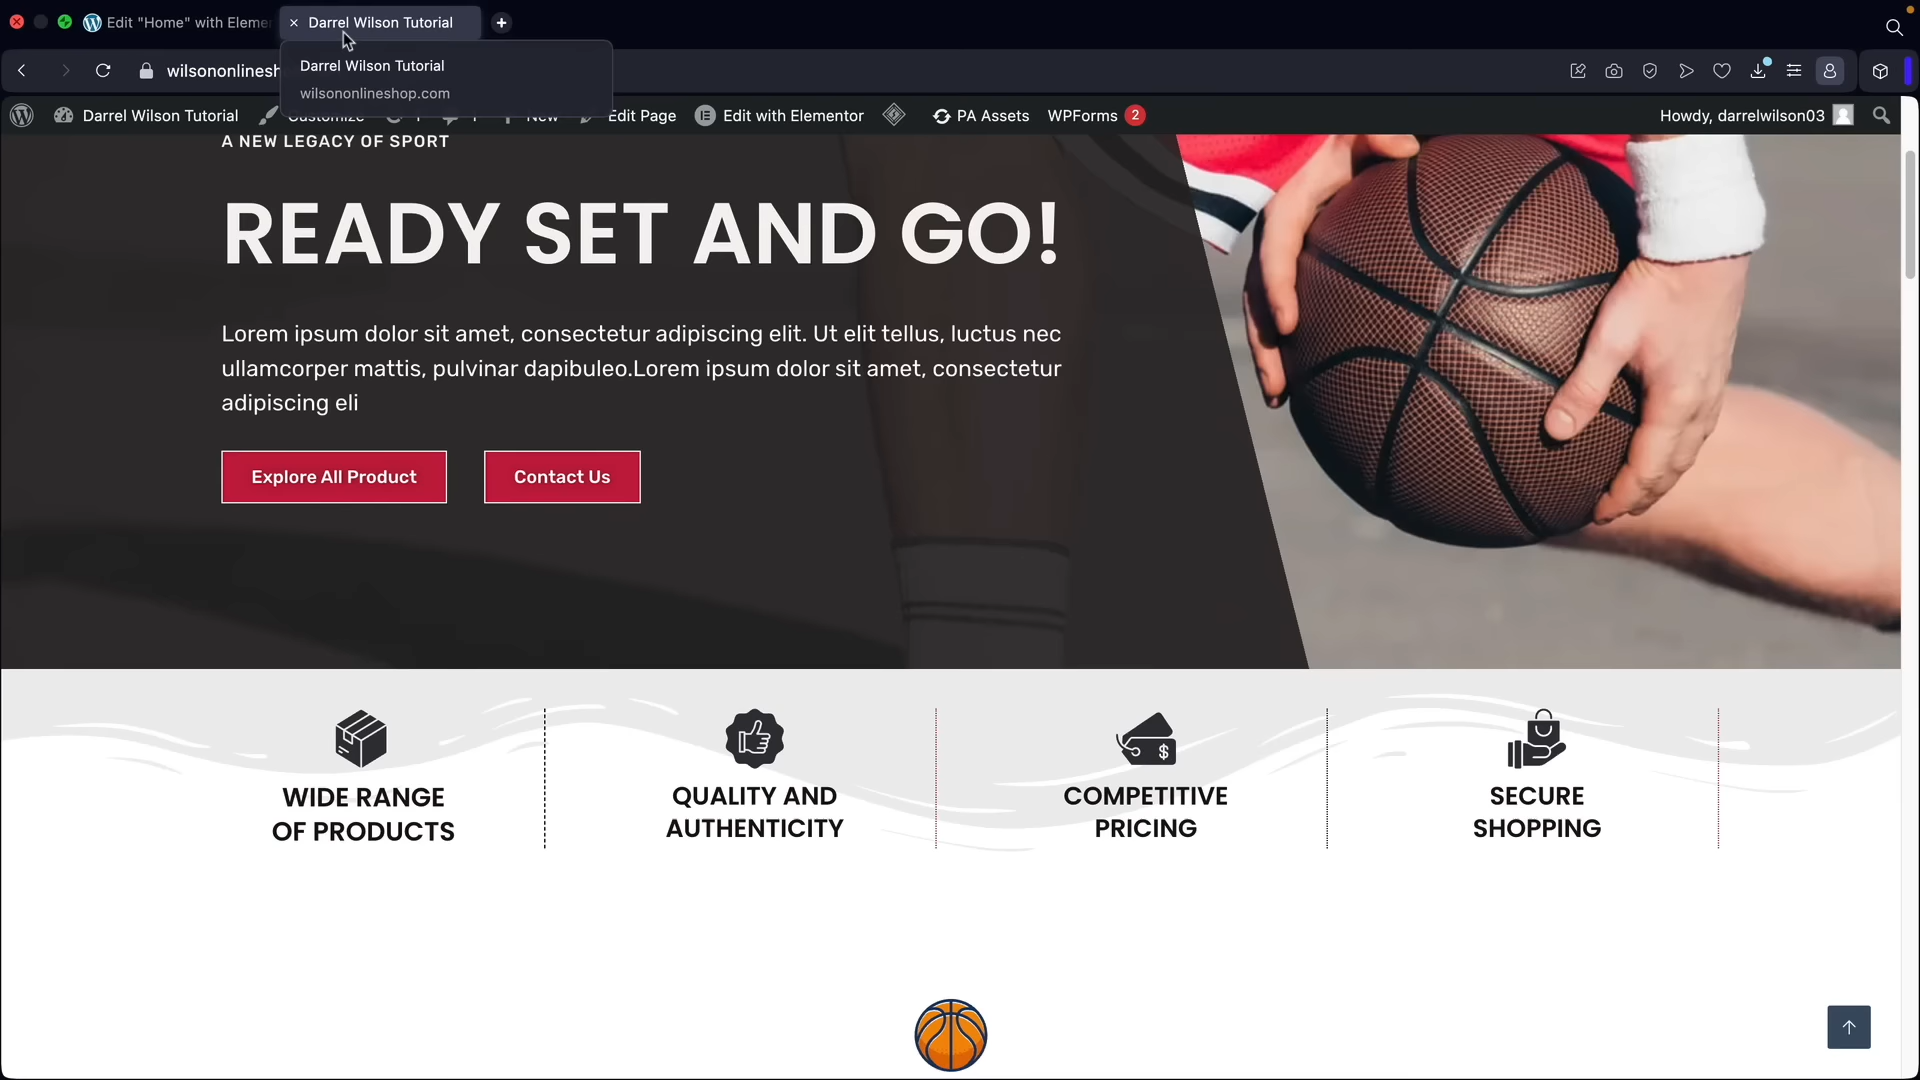 Edit "Home" with Eleme
Darrel Wilson Tutorial
Darrel Wilson Tutorial
wilsononlineshop.com
wilsononlinesh
Darrel Wilson Tutorial
Customize
New
Edit Page
Edit with Elementor
PA Assets
WPForms 2
Howdy, darrelwilson03
A NEW LEGACY OF SPORT
READY SET AND GO!
Lorem ipsum dolor sit amet, consectetur adipiscing elit. Ut elit tellus, luctus nec
ullamcorper mattis, pulvinar dapibuleo.Lorem ipsum dolor sit amet, consectetur
adipiscing eli
Explore All Product
Contact Us
WIDE RANGE
OF PRODUCTS
QUALITY AND
AUTHENTICITY
$
COMPETITIVE
PRICING
SECURE
SHOPPING